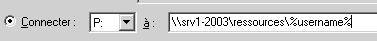 Connecter : P: à : \\srv1-2003\ressources\%username%